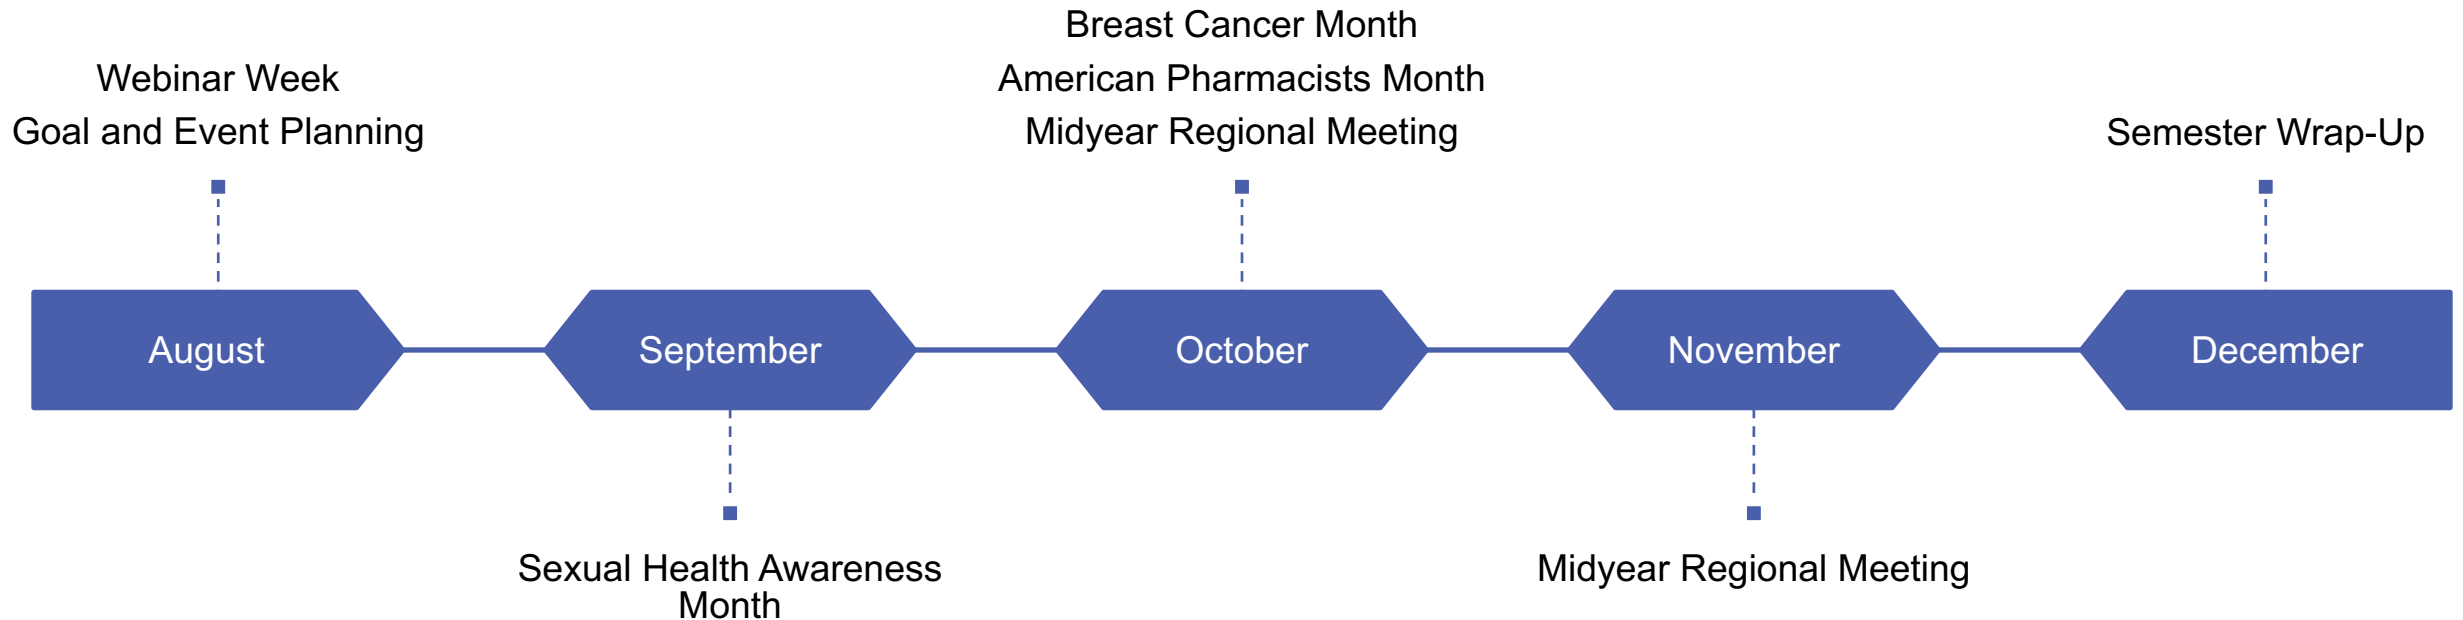 Webinar Week
Goal and Event Planning
Breast Cancer Month
American Pharmacists Month
Midyear Regional Meeting
Semester Wrap-Up
August
September
October
November
December
Sexual Health Awareness
Month
Midyear Regional Meeting